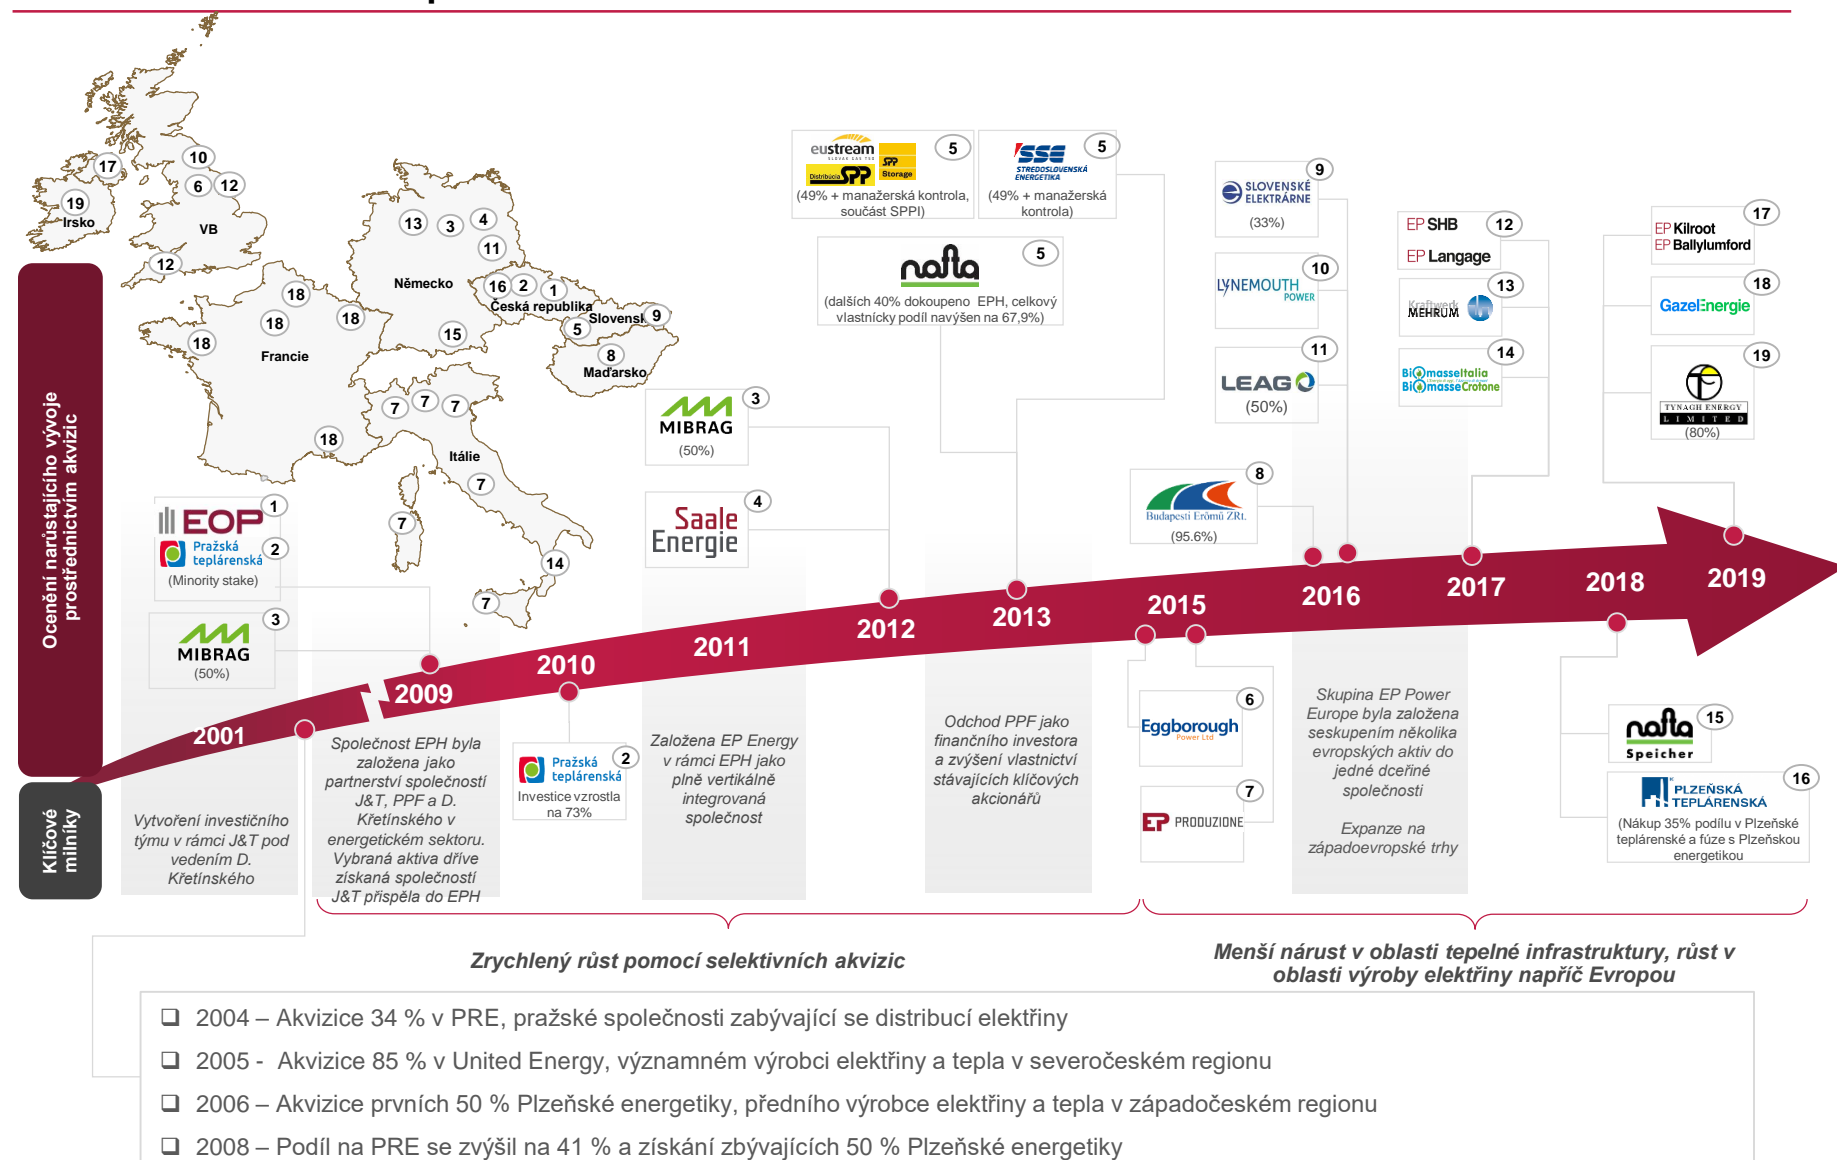 17
10
6
12
19
Irsko
VB
12
13
3
4
11
Německo
16
2
1
Česká republika
Slovensk
9
5
8
Maďarsko
15
18
18
18
18
Francie
18
7
7
7
Itálie
7
7
14
7
Ocenění narůstajícího vývoje
prostřednictvím akvizic
Klíčové
milníky
EOP
1
Pražská
teplárenská
2
(Minority stake)
MIBRAG
3
(50%)
MIBRAG
3
(50%)
Saale
Energie
4
eustream
SLOVAK GAS TSO
Distribúcia SPP
SPP
Storage
5
(49% + manažerská kontrola,
součást SPPI)
SSE
STREDOSLOVENSKÁ
ENERGETIKA
5
(49% + manažerská
kontrola)
nafta
5
(dalších 40% dokoupeno EPH, celkový
vlastnícky podíl navýšen na 67,9%)
Budapesti Erőmű ZRt.
8
(95.6%)
SLOVENSKÉ
ELEKTRÁRNE
9
(33%)
LYNEMOUTH
POWER
10
LEAG
11
(50%)
EP SHB
EP Langage
12
Kraftwerk
MEHRUM
13
BiomasseItalia
BiomasseCrotone
14
EP Kilroot
EP Ballylumford
17
GazelEnergie
18
TYNAGH ENERGY
LIMITED
19
(80%)
2001
2009
2010
2011
2012
2013
2015
2016
2017
2018
2019
Vytvoření investičního
týmu v rámci J&T pod
vedením D.
Křetínského
Společnost EPH byla
založena jako
partnerství společností
J&T, PPF a D.
Křetínského v
energetickém sektoru.
Vybraná aktiva dříve
získaná společností
J&T přispěla do EPH
Pražská
teplárenská
2
Investice vzrostla
na 73%
Založena EP Energy
v rámci EPH jako
plně vertikálně
integrovaná
společnost
Odchod PPF jako
finančního investora
a zvýšení vlastnictví
stávajících klíčových
akcionářů
Eggborough
Power Ltd
6
EP PRODUZIONE
7
Skupina EP Power
Europe byla založena
seskupením několika
evropských aktiv do
jedné dceřiné
společnosti
Expanze na
západoevropské trhy
nafta
Speicher
15
PLZEŇSKÁ
TEPLÁRENSKÁ
16
(Nákup 35% podílu v Plzeňské
teplárenské a fúze s Plzeňskou
energetikou
Zrychlený růst pomocí selektivních akvizic
Menší nárust v oblasti tepelné infrastruktury, růst v
oblasti výroby elektřiny napříč Evropou
❑ 2004 – Akvizice 34 % v PRE, pražské společnosti zabývající se distribucí elektřiny
❑ 2005 - Akvizice 85 % v United Energy, významném výrobci elektřiny a tepla v severočeském regionu
❑ 2006 – Akvizice prvních 50 % Plzeňské energetiky, předního výrobce elektřiny a tepla v západočeském regionu
❑ 2008 – Podíl na PRE se zvýšil na 41 % a získání zbývajících 50 % Plzeňské energetiky